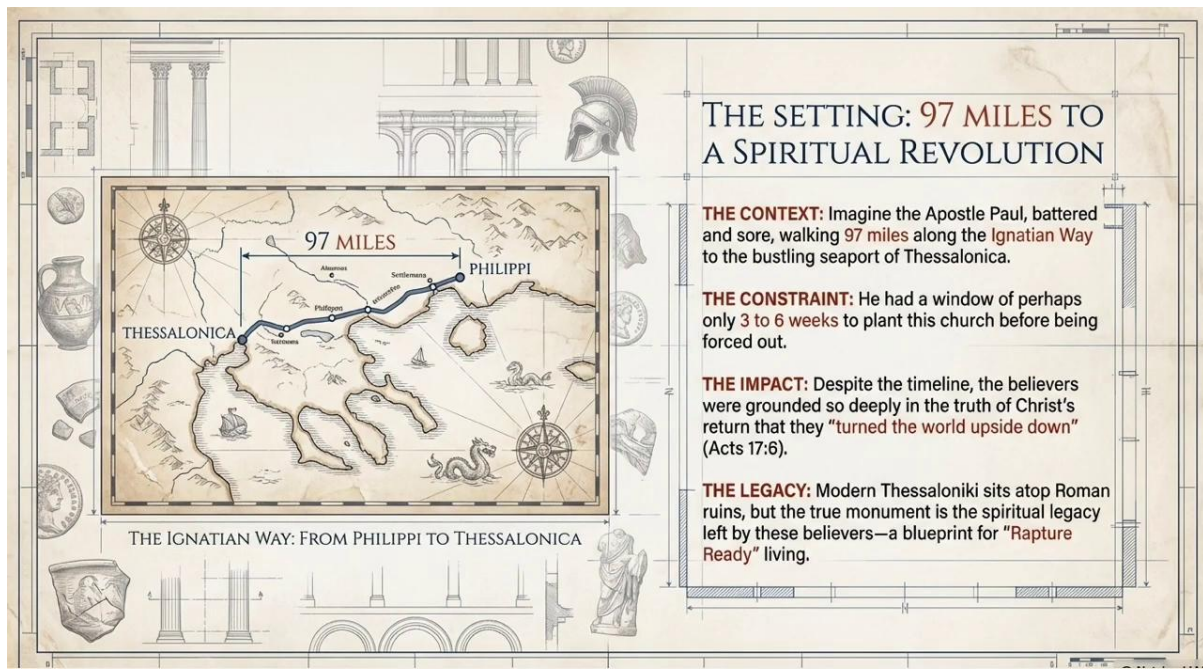 THE SETTING: 97 MILES TO
A SPIRITUAL REVOLUTION
97 MILES
PHILIPPI
THESSALONICA
THE IGNATIAN WAY: FROM PHILIPPI TO THESSALONICA
THE CONTEXT: Imagine the Apostle Paul, battered
and sore, walking 97 miles along the Ignatian Way
to the bustling seaport of Thessalonica.
THE CONSTRAINT: He had a window of perhaps
only 3 to 6 weeks to plant this church before being
forced out.
THE IMPACT: Despite the timeline, the believers
were grounded so deeply in the truth of Christ's
return that they “turned the world upside down”
(Acts 17:6).
THE LEGACY: Modern Thessaloniki sits atop Roman
ruins, but the true monument is the spiritual legacy
left by these believers—a blueprint for “Rapture
Ready” living.